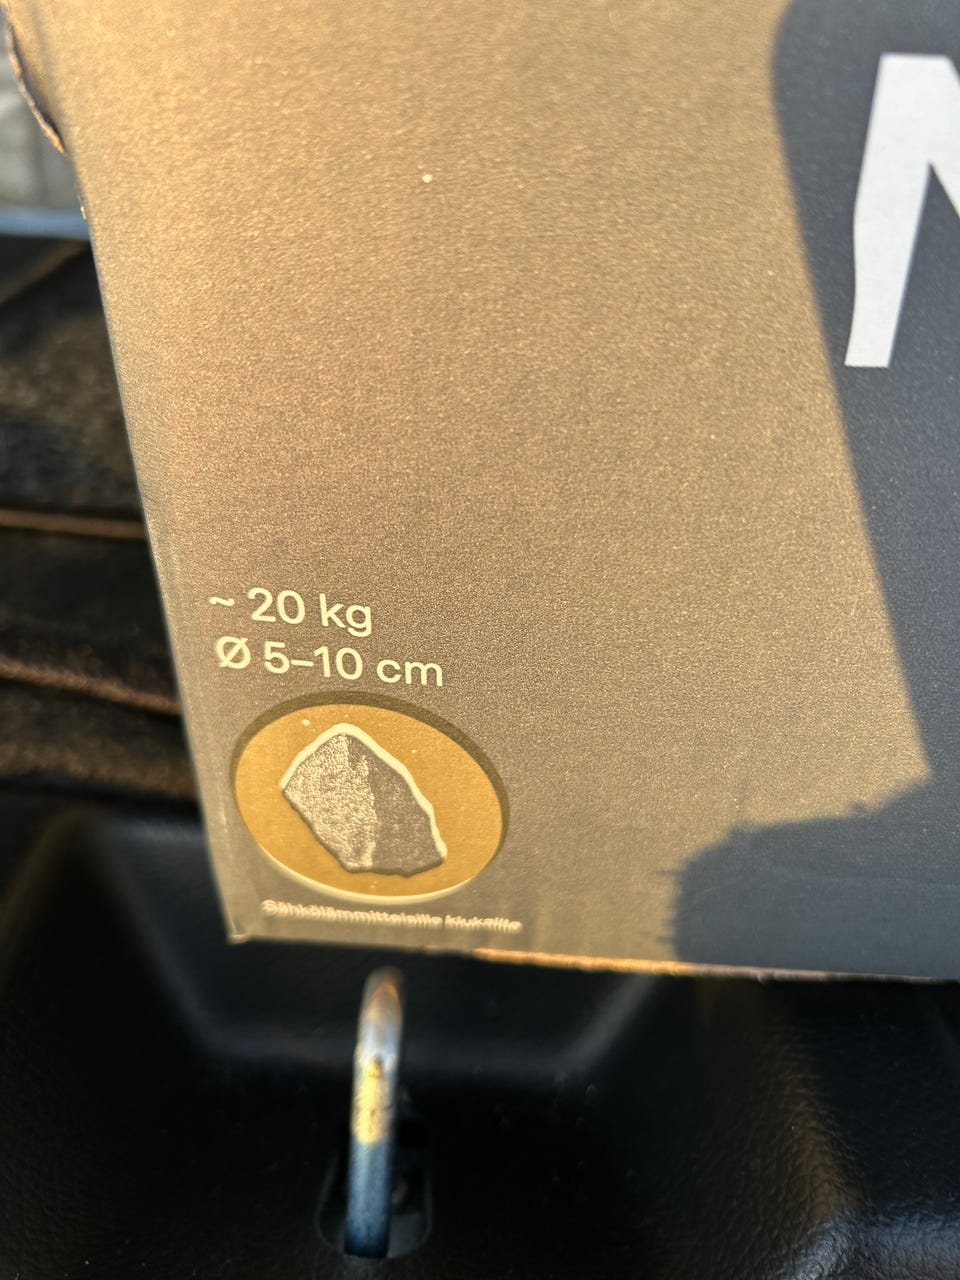 ~ 20 kg
Ø 5–10 cm
Sähkölämmitteisille kiukaille